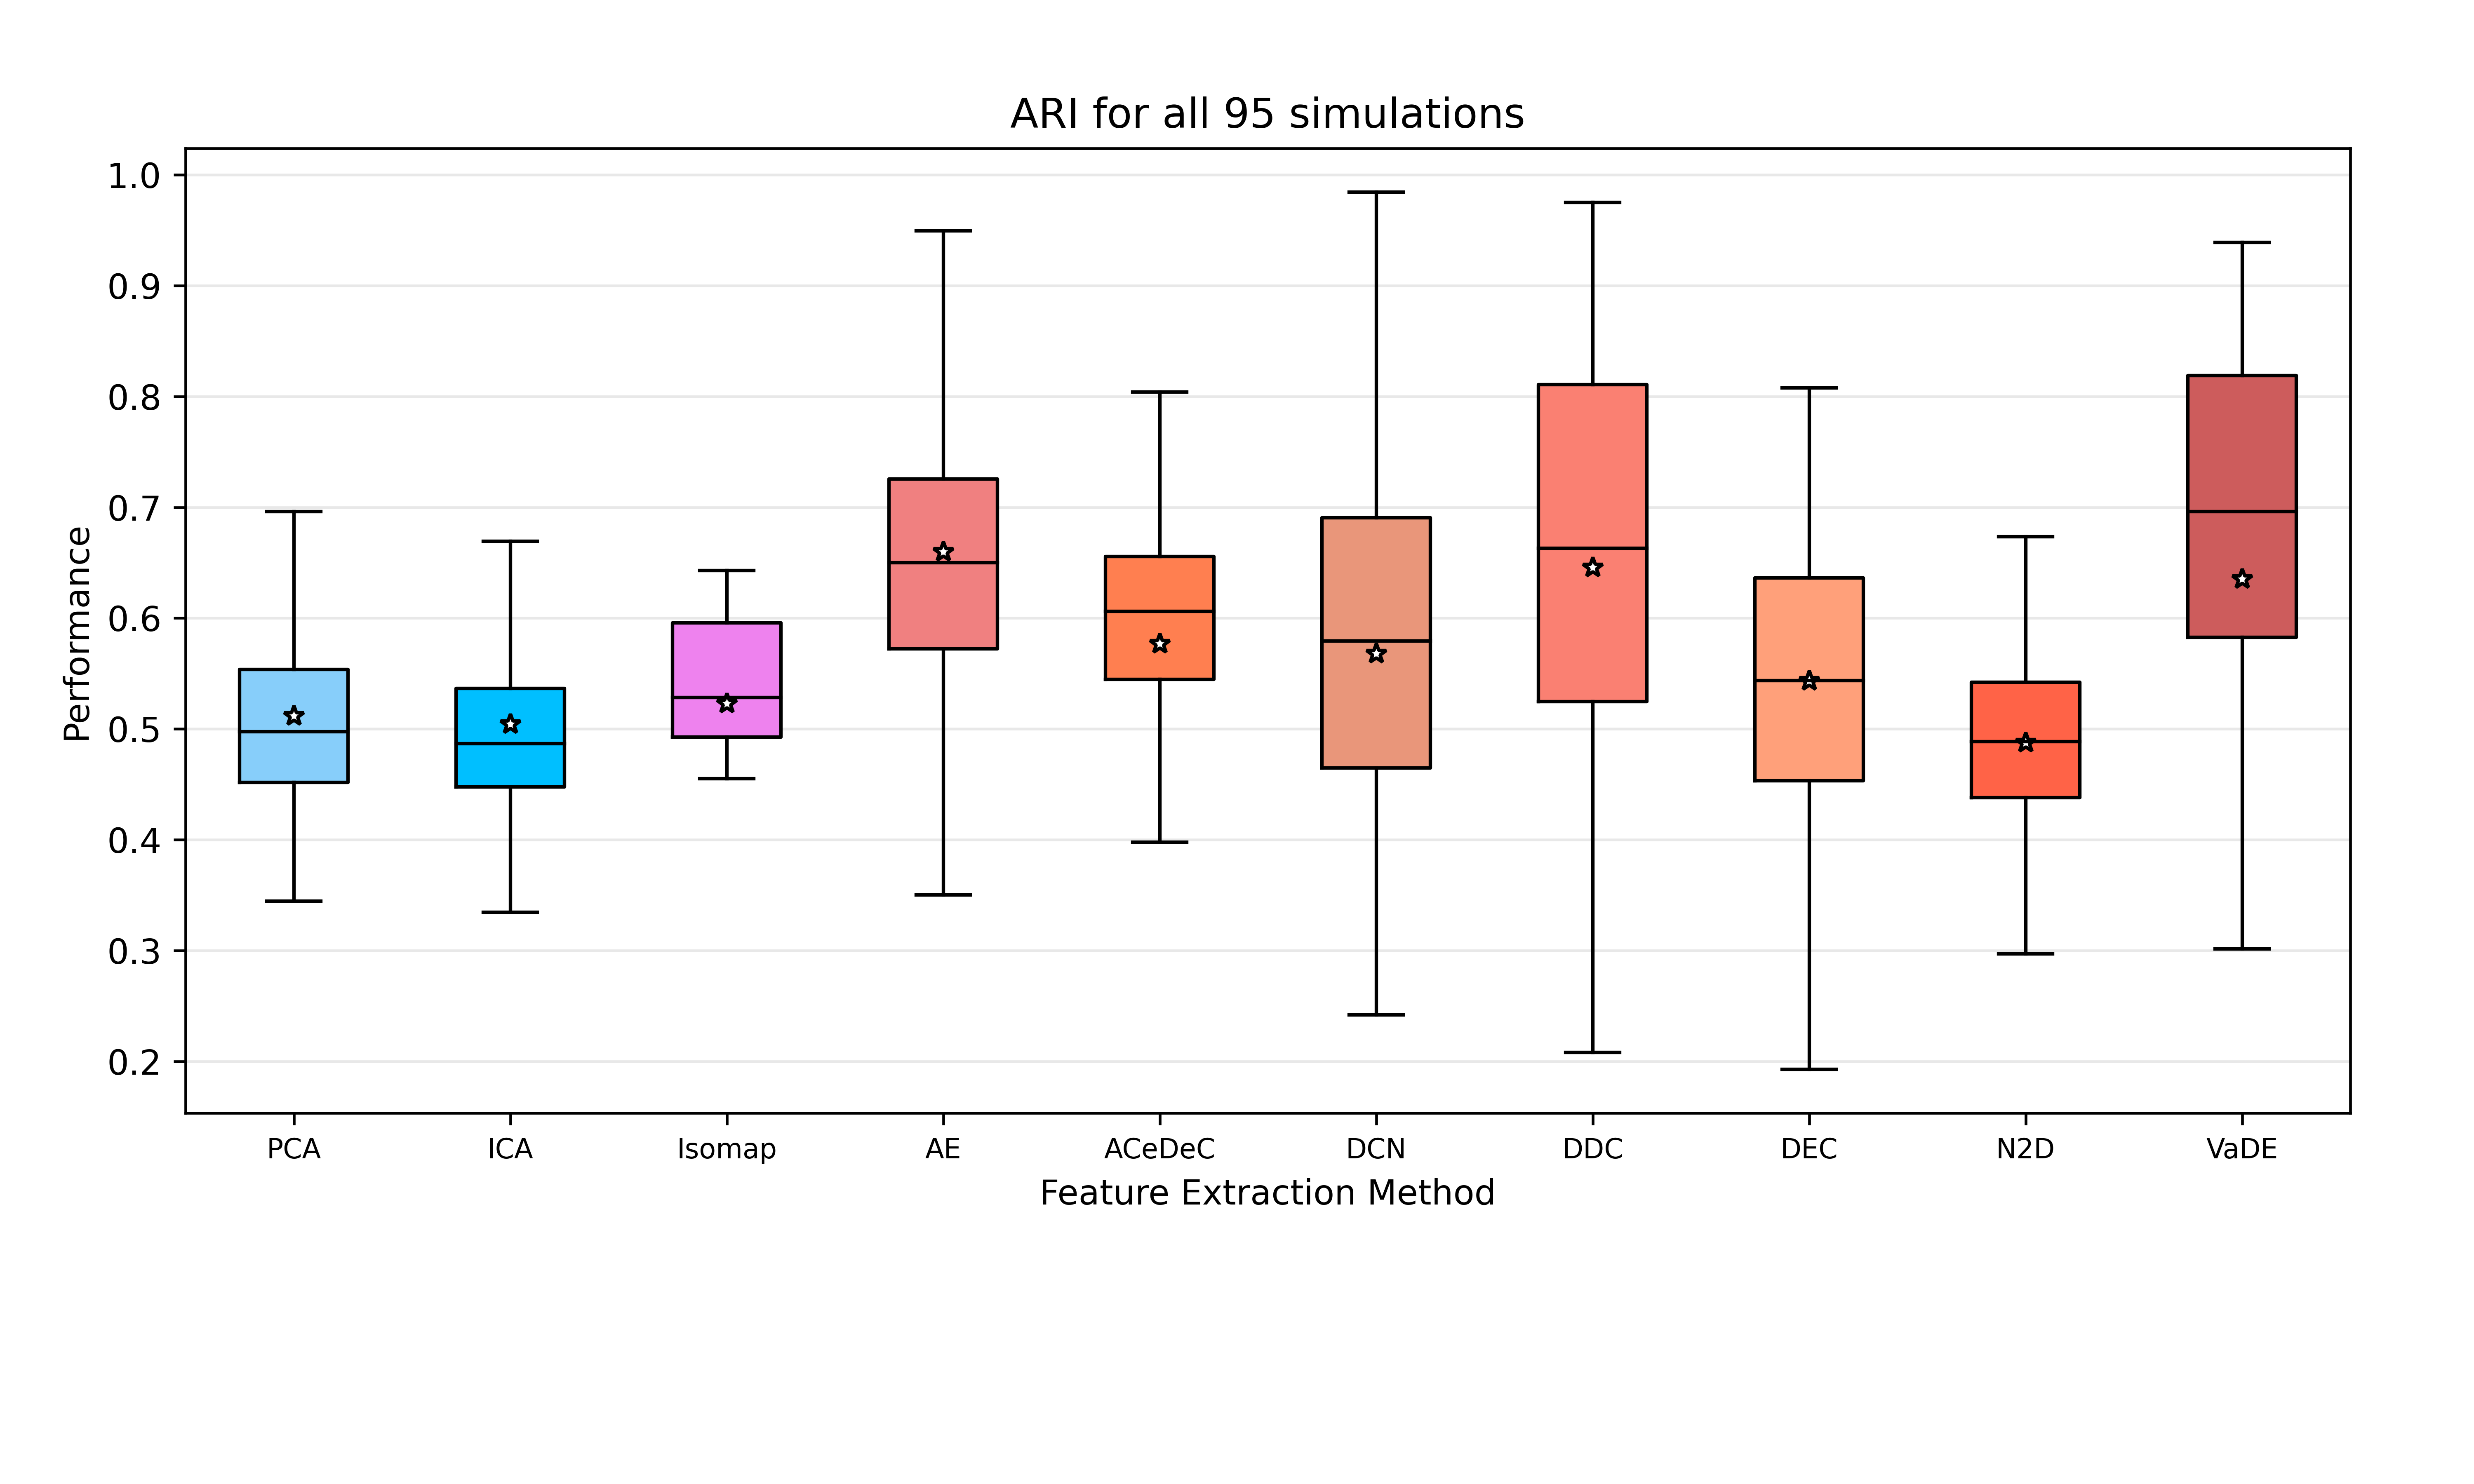 ARI for all 95 simulations
1.0
0.9
0.8
0.7
0.6
0.5
0.4
0.3
0.2
Performance
PCA ICA Isomap AE ACeDeC DCN DDC DEC N2D VaDE
Feature Extraction Method